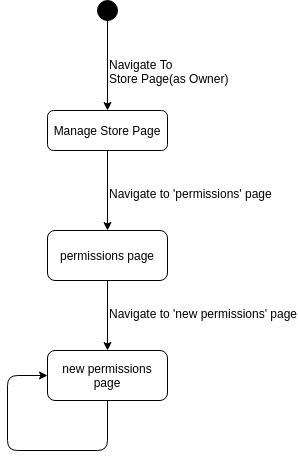 Navigate To
Store Page(as Owner)
Manage Store Page
Navigate to 'permissions' page
permissions page
Navigate to 'new permissions' page
new permissions
page